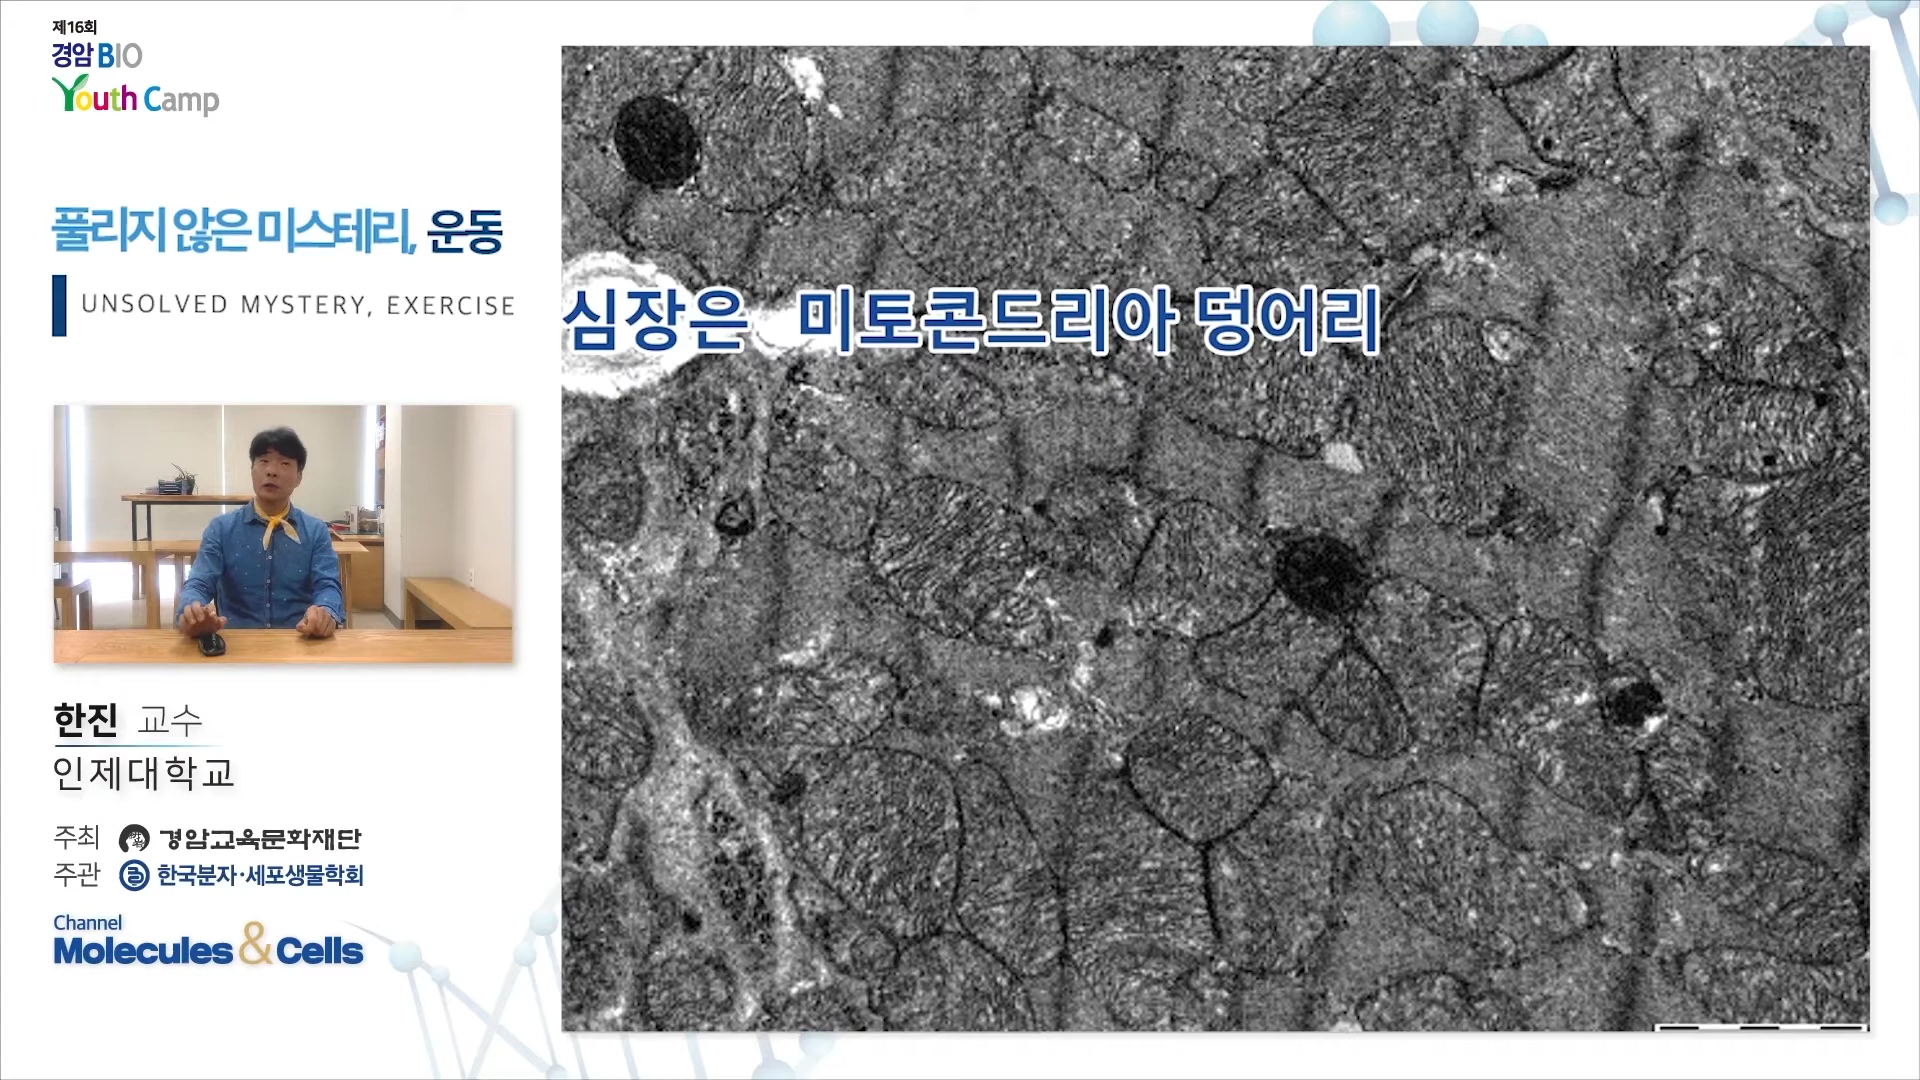 제16회
경암 BIO
Youth Camp
풀리지 않은 미스테리, 운동
UNSOLVED MYSTERY, EXERCISE
심장은 미토콘드리아 덩어리
한진 교수
인제대학교
주최 경암교육문화재단
주관 한국분자·세포생물학회
Channel
Molecules & Cells